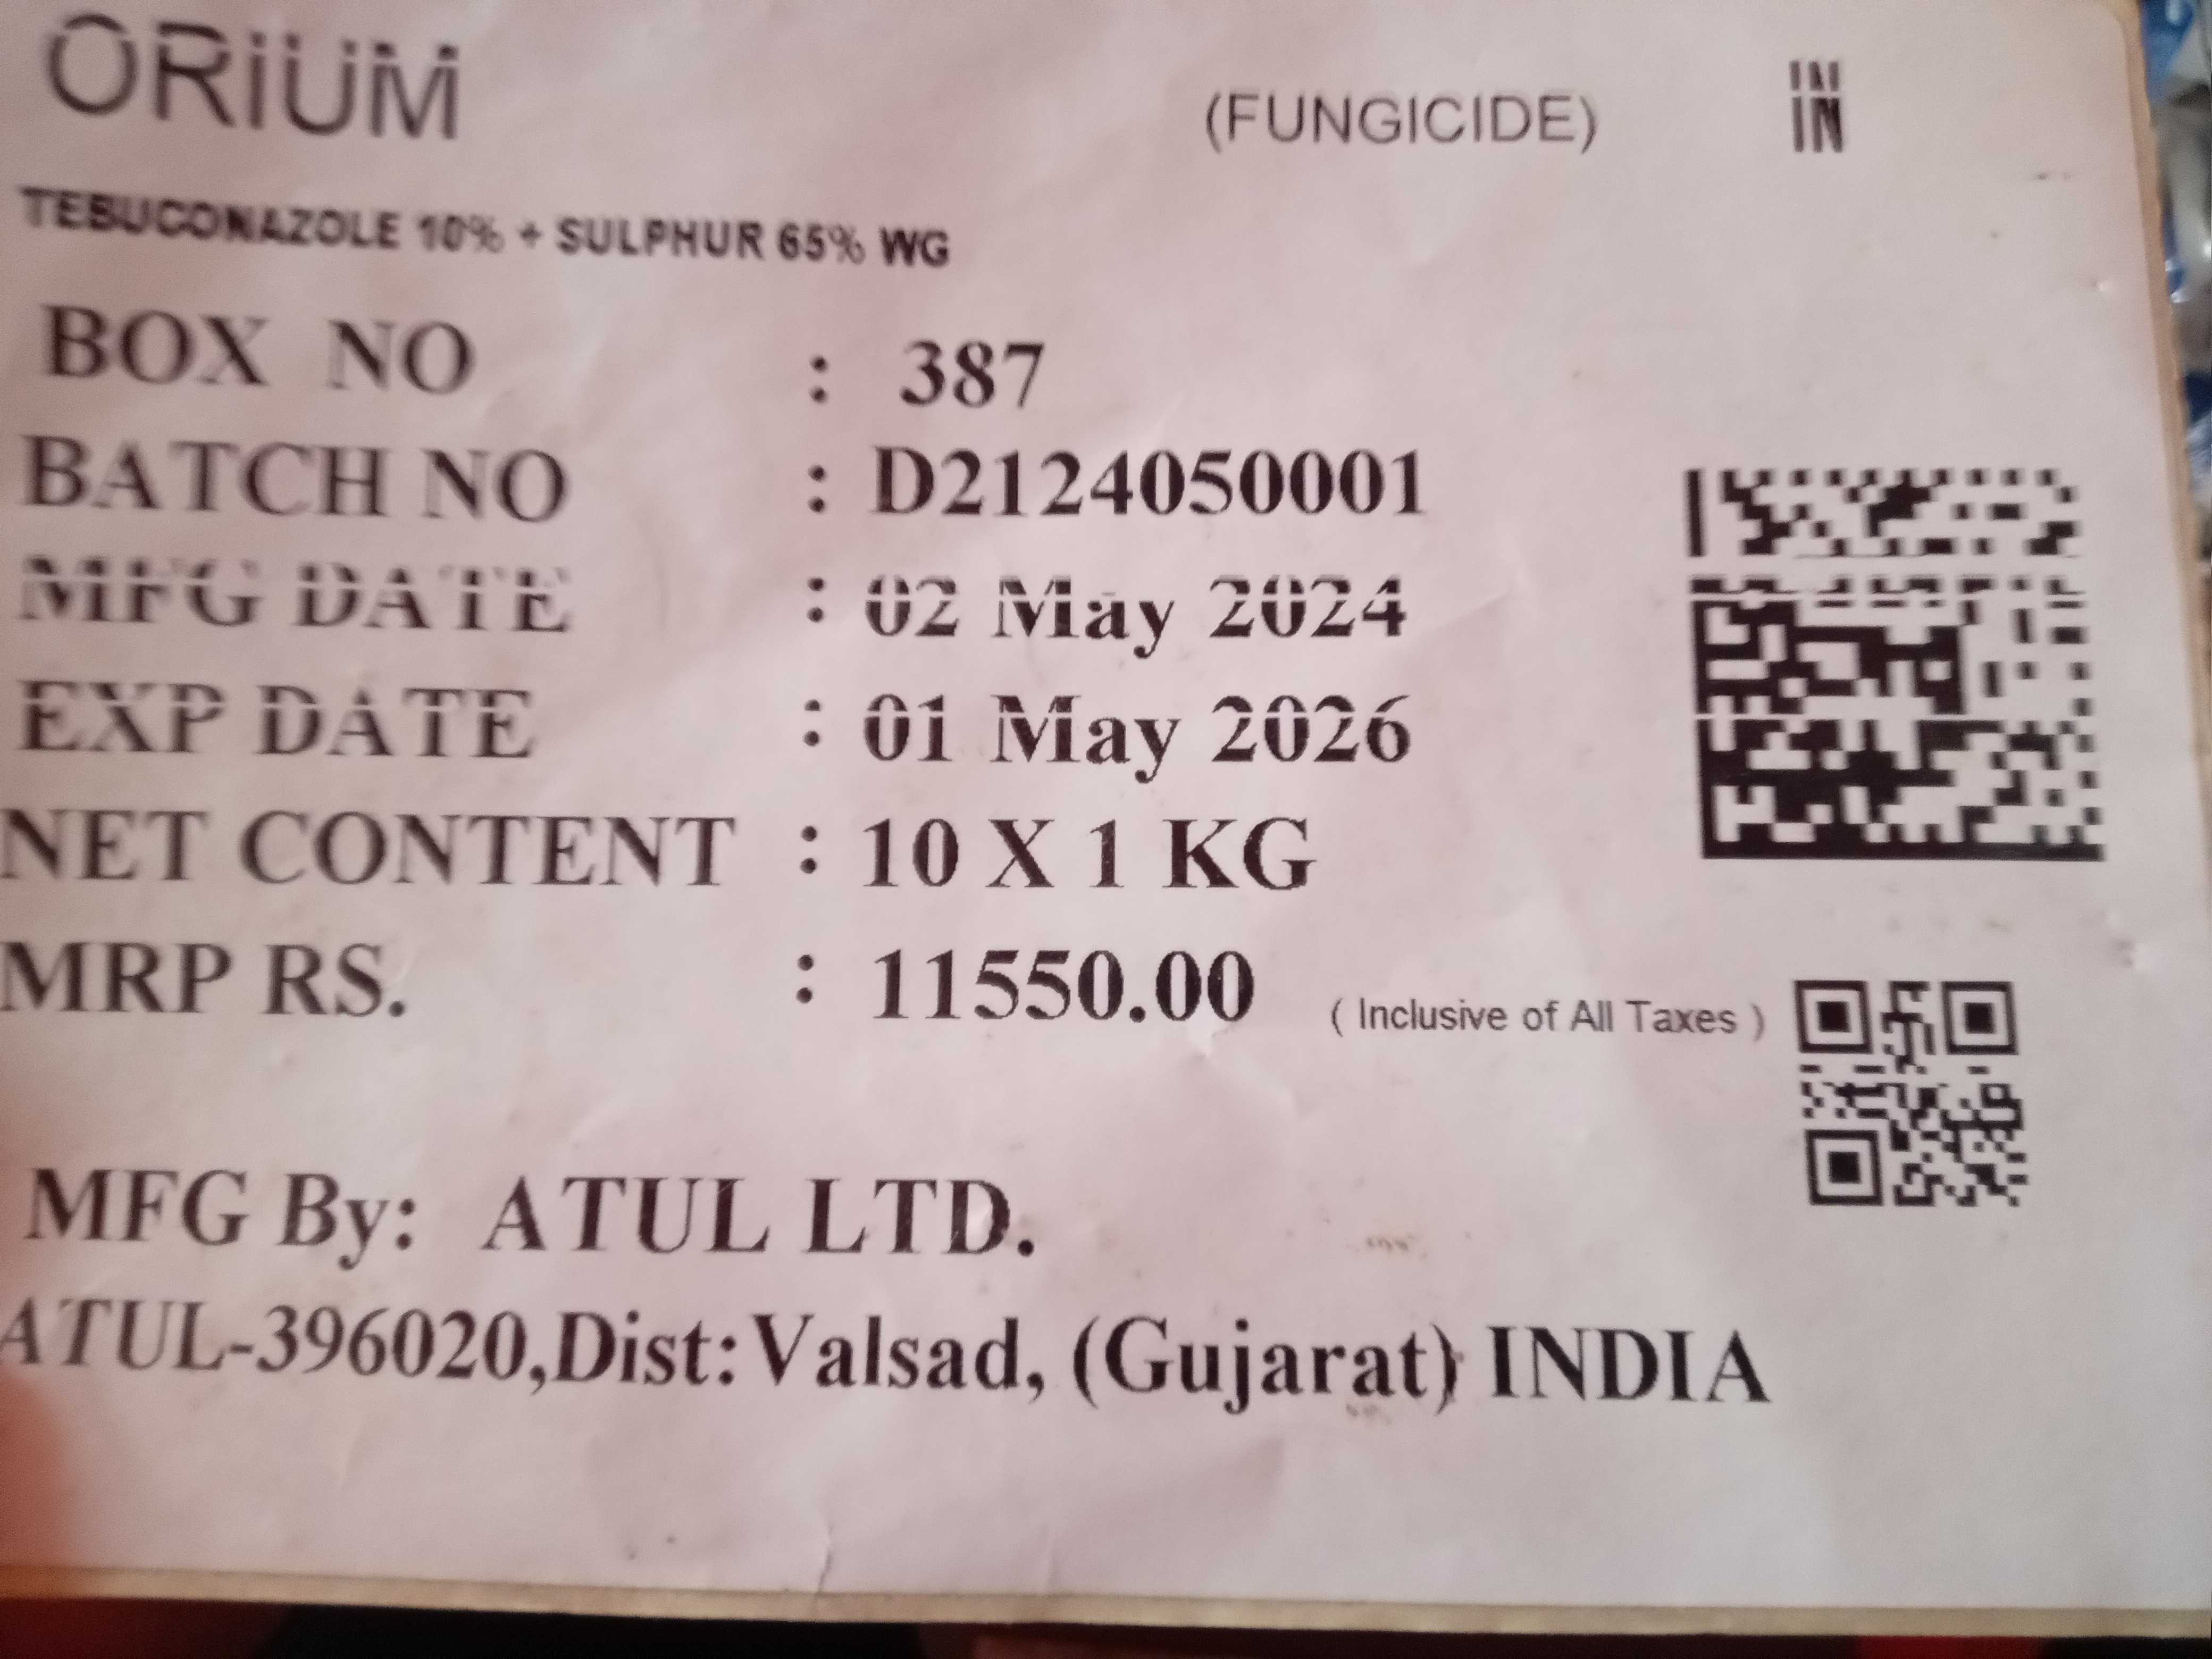 ORIUM (FUNGICIDE) IN
TEBUCONAZOLE 10% + SULPHUR 65% WG
BOX NO : 387
BATCH NO : D2124050001
MFG DATE : 02 May 2024
EXP DATE : 01 May 2026
NET CONTENT : 10 X 1 KG
MRP RS. : 11550.00 ( Inclusive of All Taxes )
MFG By: ATUL LTD.
ATUL-396020,Dist:Valsad, (Gujarat) INDIA